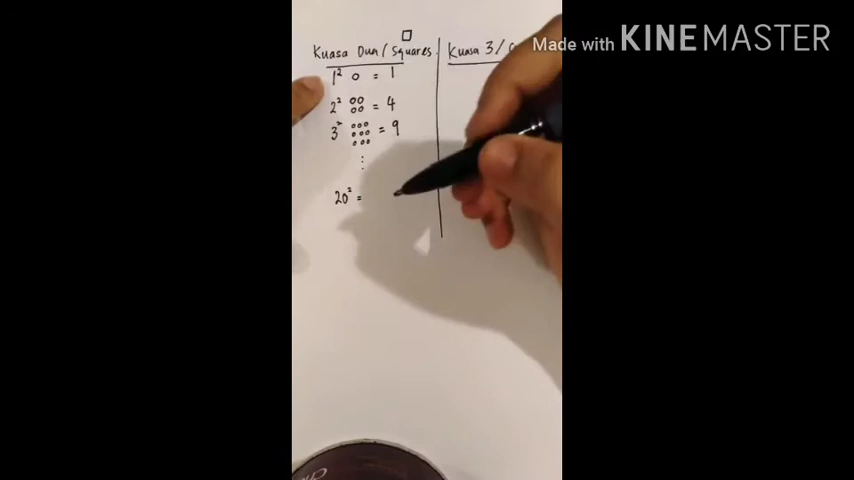 Made with KINEMASTER
Kuasa Dua / Squares
Kuasa 3 /
1² = 1
2² = 4
3² = 9
20² =